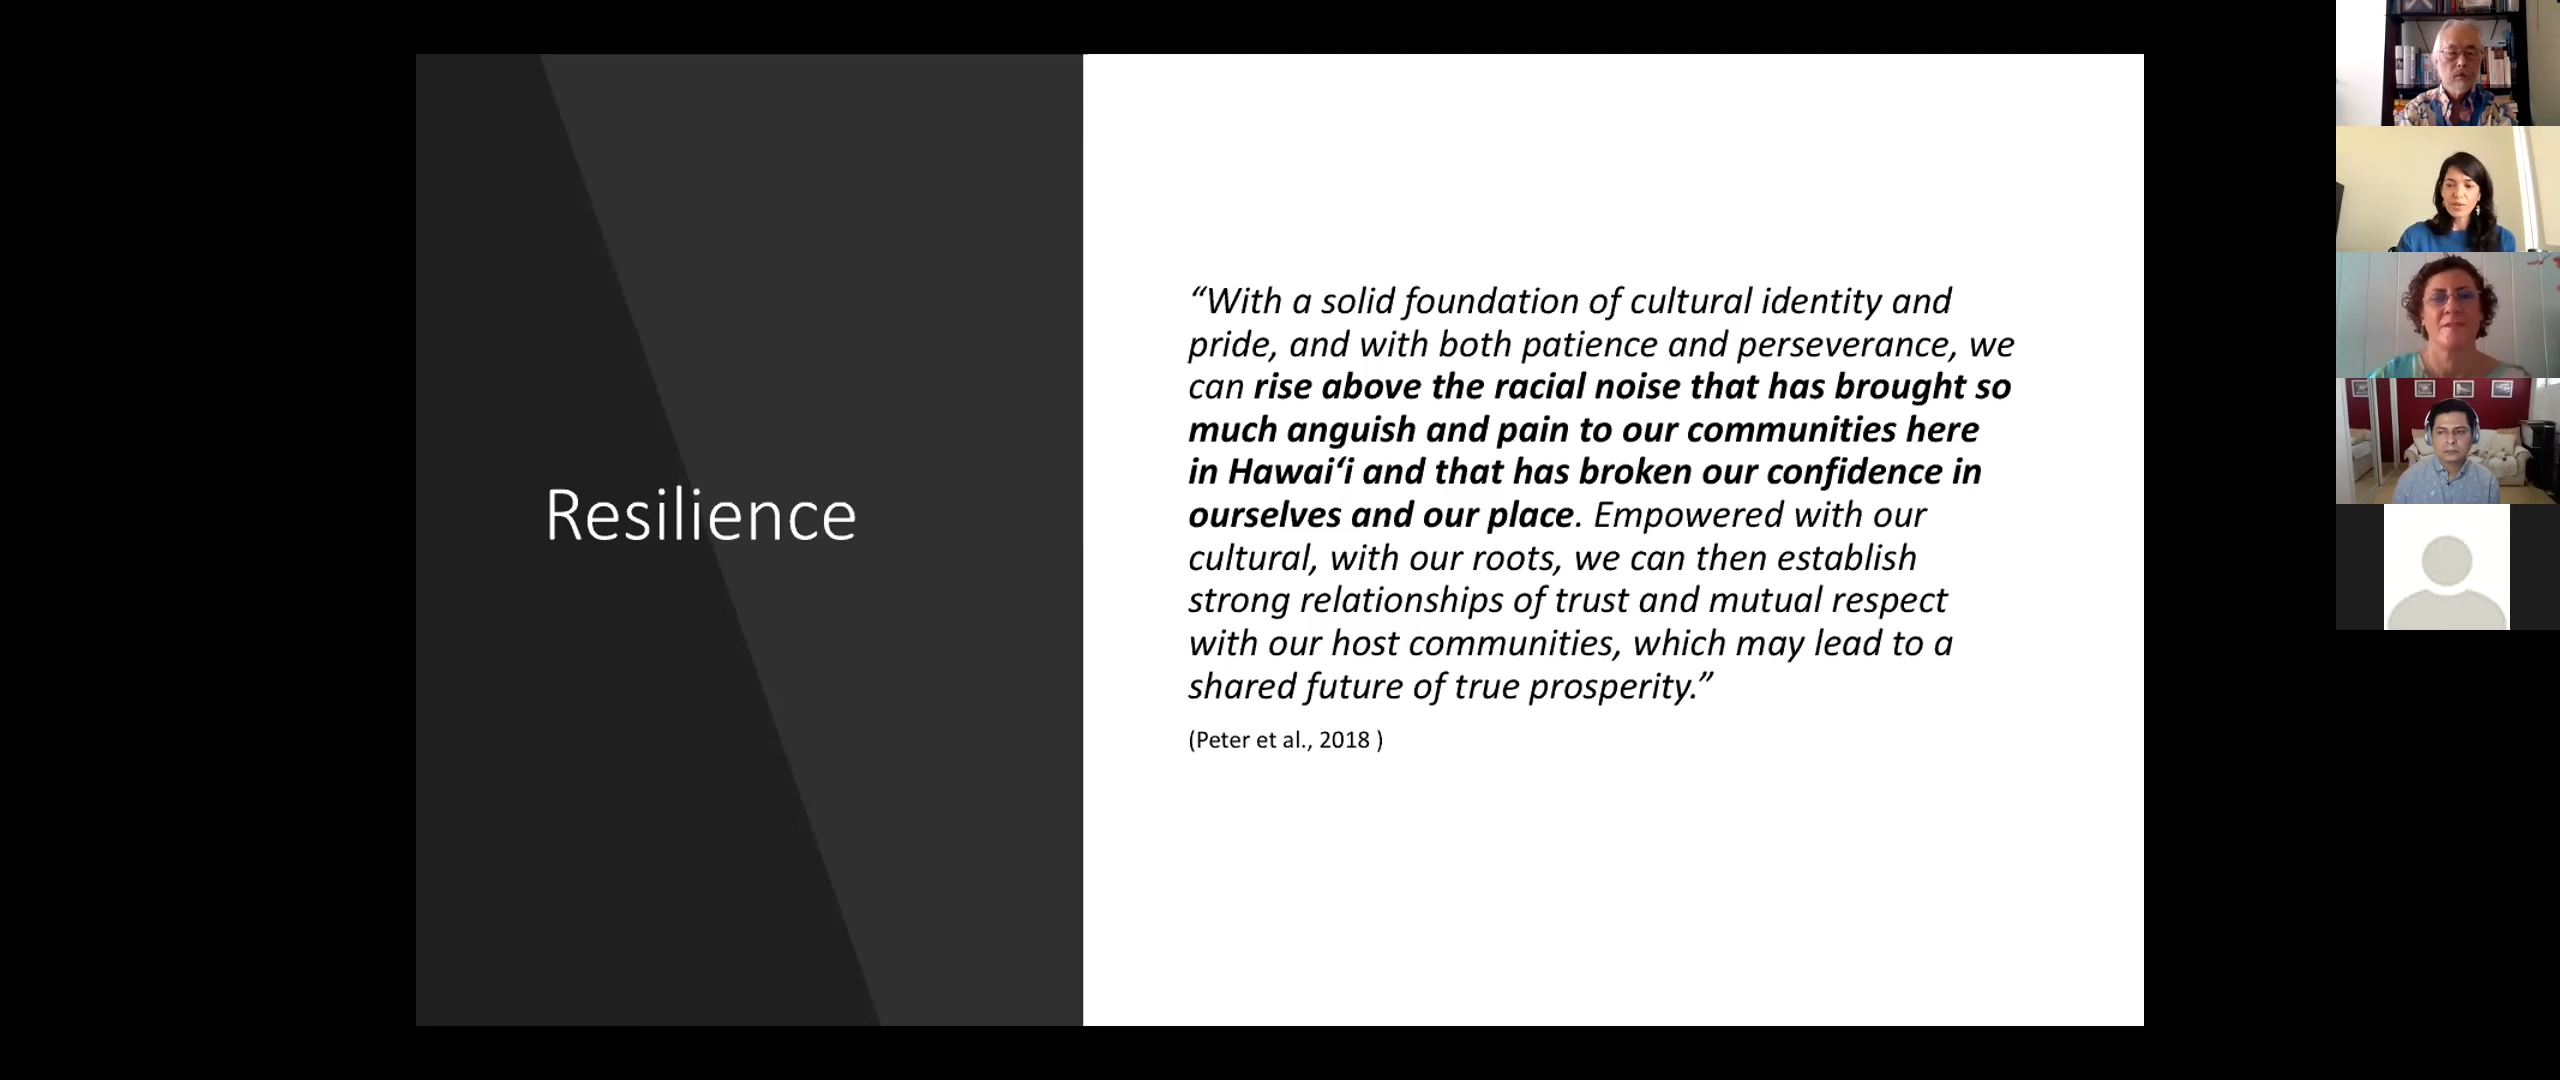 Resilience
“With a solid foundation of cultural identity and
pride, and with both patience and perseverance, we
can rise above the racial noise that has brought so
much anguish and pain to our communities here
in Hawai‘i and that has broken our confidence in
ourselves and our place. Empowered with our
cultural, with our roots, we can then establish
strong relationships of trust and mutual respect
with our host communities, which may lead to a
shared future of true prosperity.”
(Peter et al., 2018 )